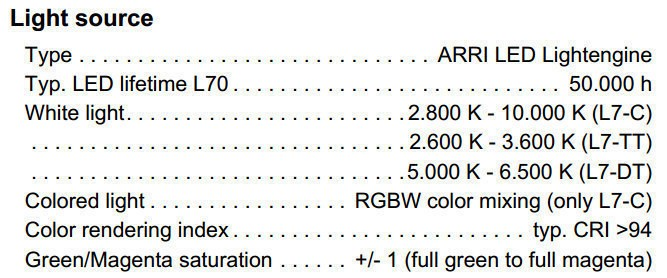 Light source
Type . . . . . . . . . . . . . . . . . . . . . . . . . . . . . . ARRI LED Lightengine
Typ. LED lifetime L70 . . . . . . . . . . . . . . . . . . . . . . . . . . . . 50.000 h
White light. . . . . . . . . . . . . . . . . . . . . . . . 2.800 K - 10.000 K (L7-C)
. . . . . . . . . . . . . . . . . . . . . . . . . . . . . . . . 2.600 K - 3.600 K (L7-TT)
. . . . . . . . . . . . . . . . . . . . . . . . . . . . . . . . 5.000 K - 6.500 K (L7-DT)
Colored light . . . . . . . . . . . . . . . . . RGBW color mixing (only L7-C)
Color rendering index . . . . . . . . . . . . . . . . . . . . . . . . . typ. CRI >94
Green/Magenta saturation . . . . . . +/- 1 (full green to full magenta)